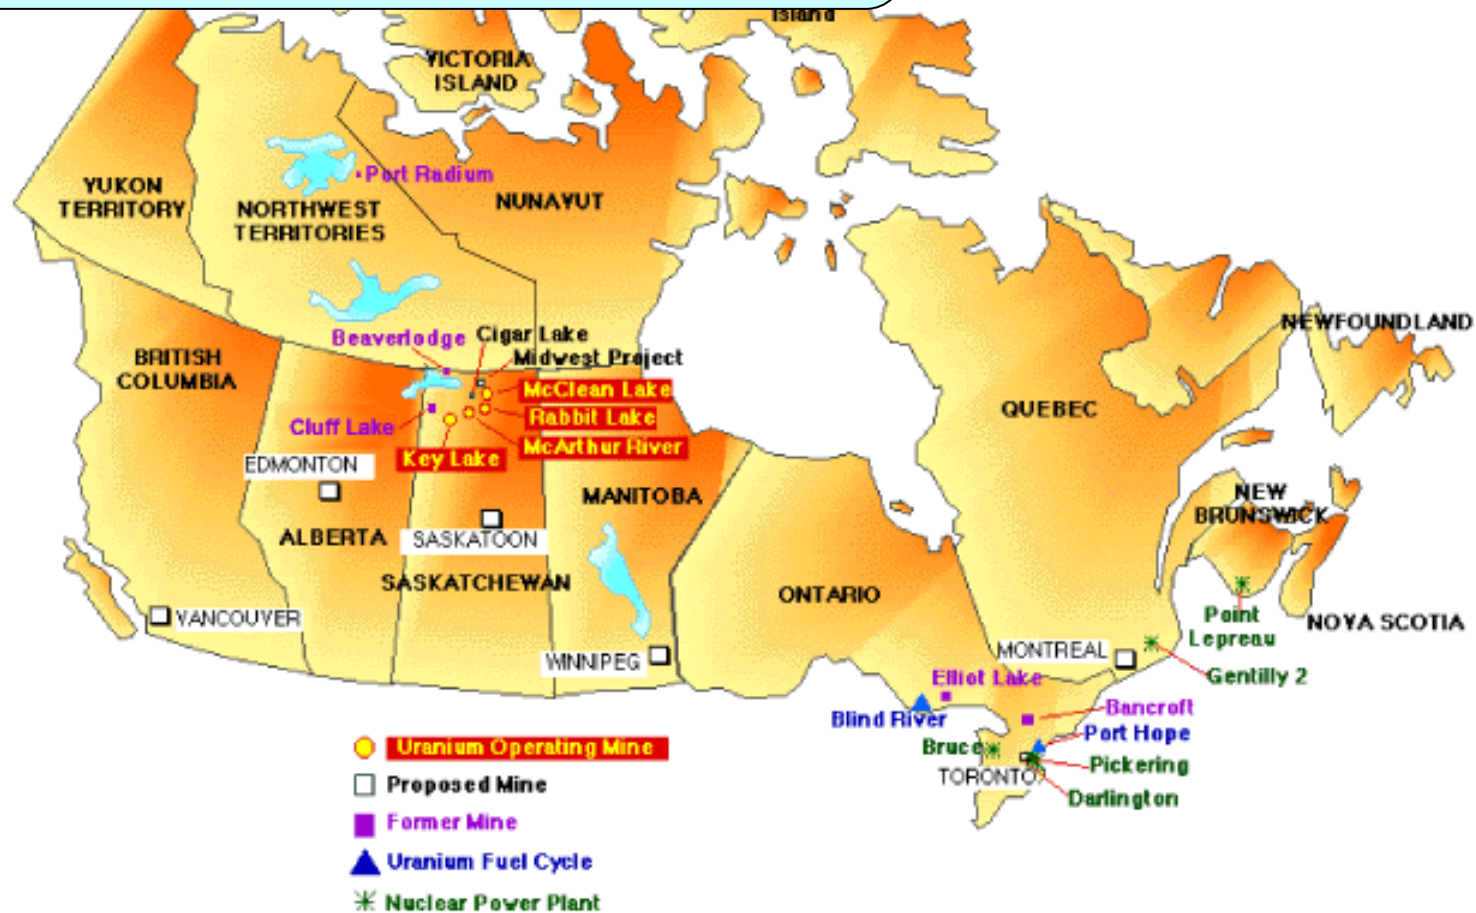 Island
VICTORIA
ISLAND
Port Radium
YUKON
TERRITORY
NORTHWEST
TERRITORIES
NUNAVUT
NEWFOUNDLAND
Beaverlodge
Cigar Lake
Midwest Project
BRITISH
COLUMBIA
McClean Lake
Rabbit Lake
QUEBEC
Cluff Lake
McArthur River
Key Lake
EDMONTON
MANITOBA
NEW
BRUNSWICK
ALBERTA
SASKATOON
SASKATCHEWAN
ONTARIO
VANCOUVER
Point
Lepreau
NOVA SCOTIA
WINNIPEG
MONTREAL
Gentilly 2
Elliot Lake
Blind River
Bancroft
Port Hope
Bruce
Pickering
TORONTO
Darlington
Uranium Operating Mine
Proposed Mine
Former Mine
Uranium Fuel Cycle
Nuclear Power Plant